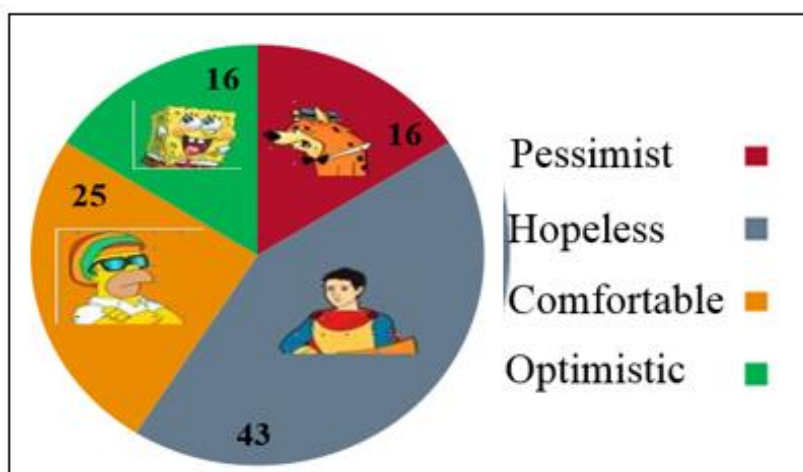 16
16
25
43
Pessimist
Hopeless
Comfortable
Optimistic